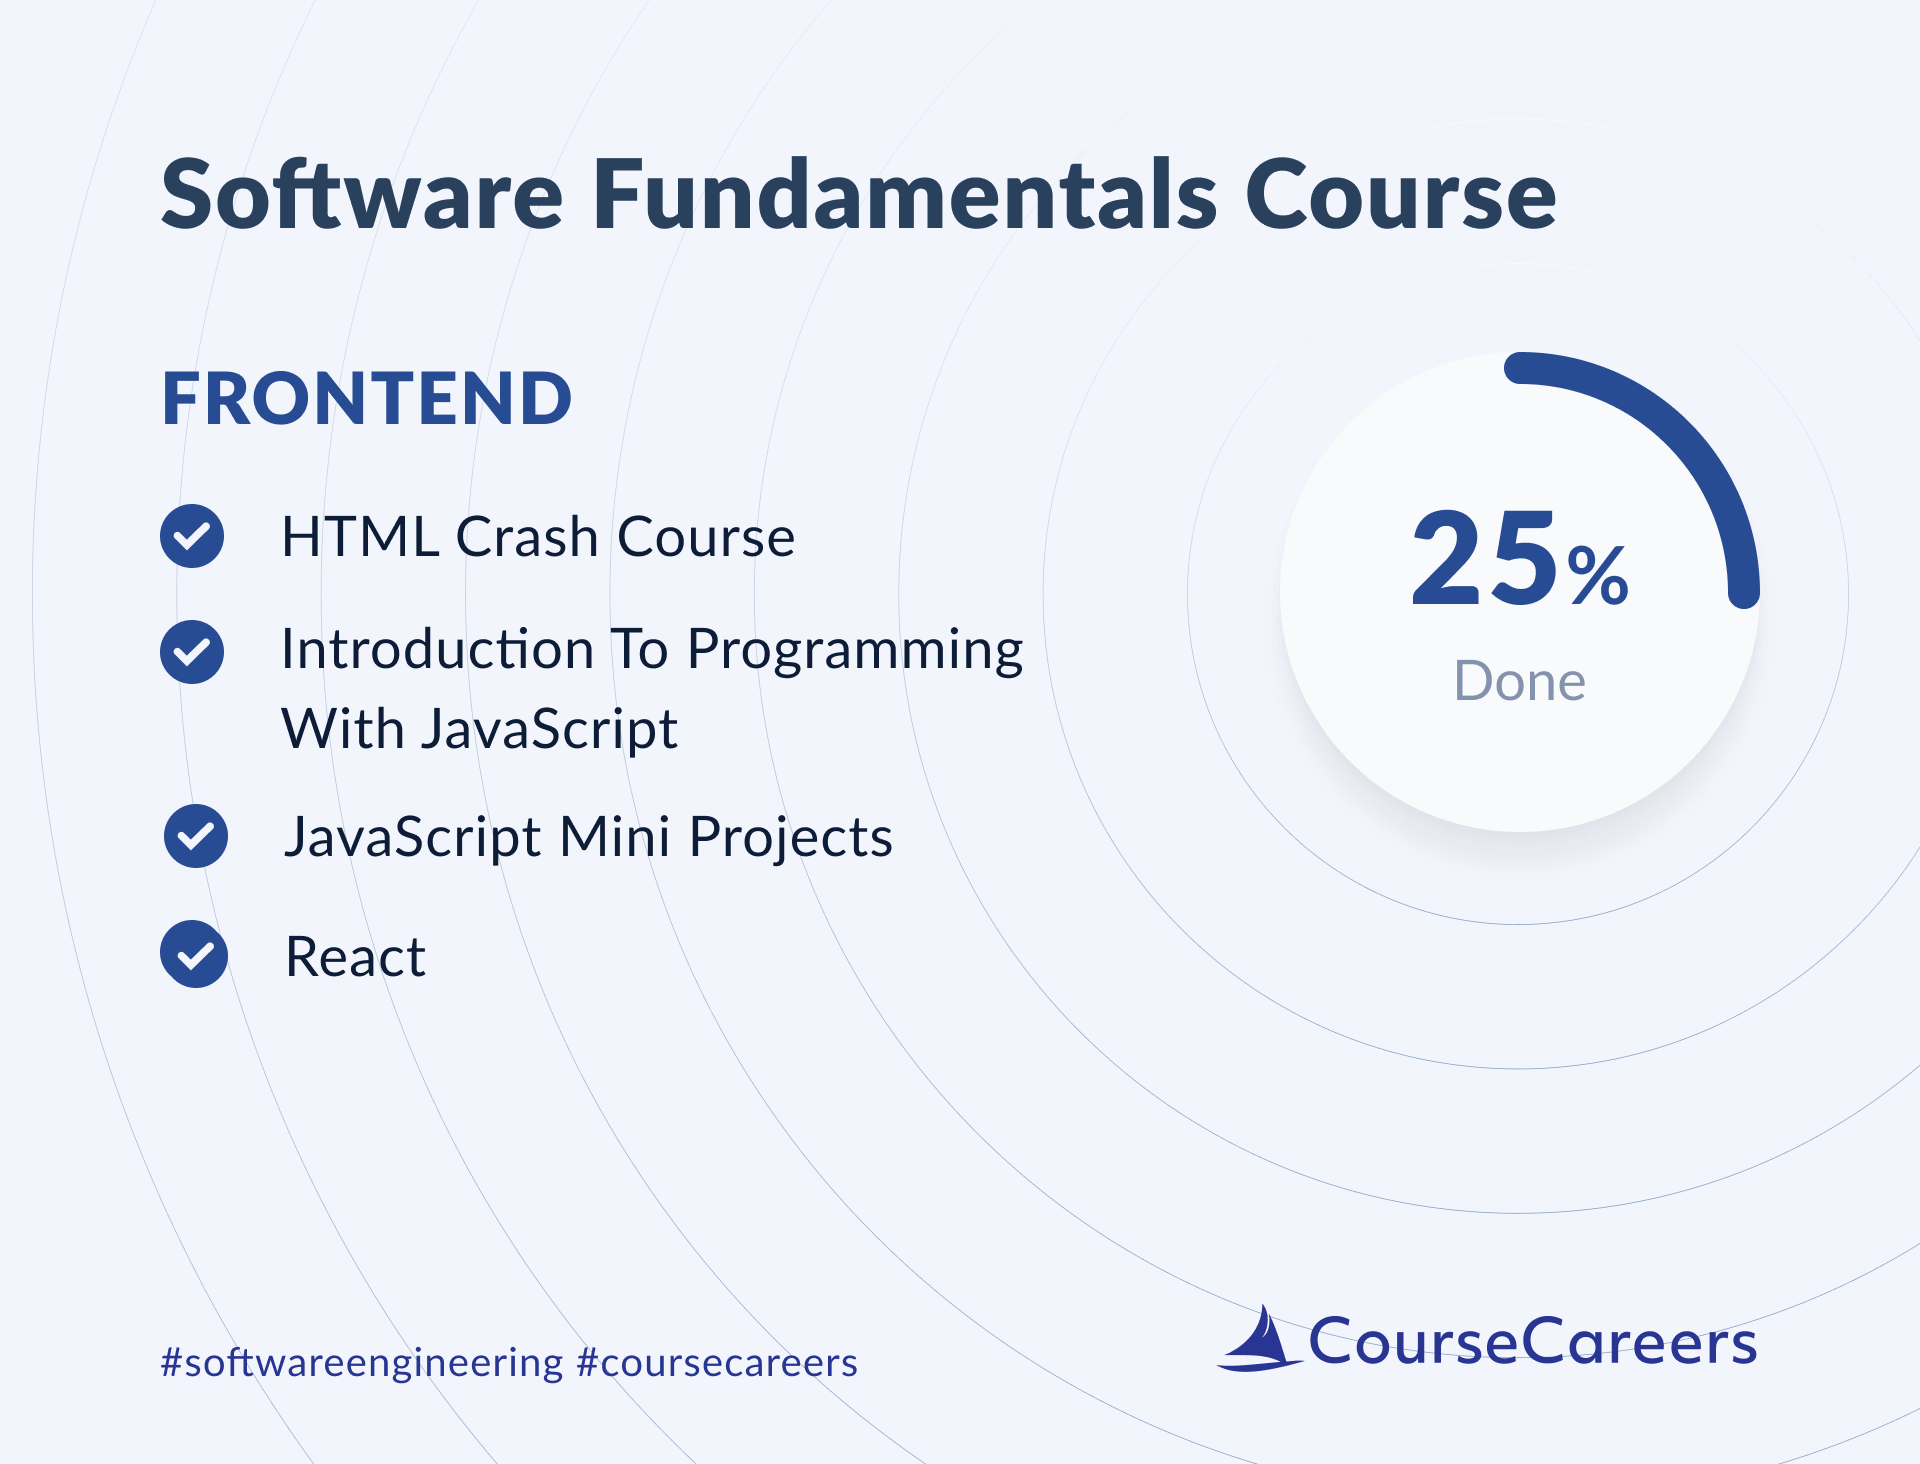 Software Fundamentals Course
FRONTEND
HTML Crash Course
Introduction To Programming
With JavaScript
JavaScript Mini Projects
React
25%
Done
#softwareengineering #coursecareers
CourseCareers